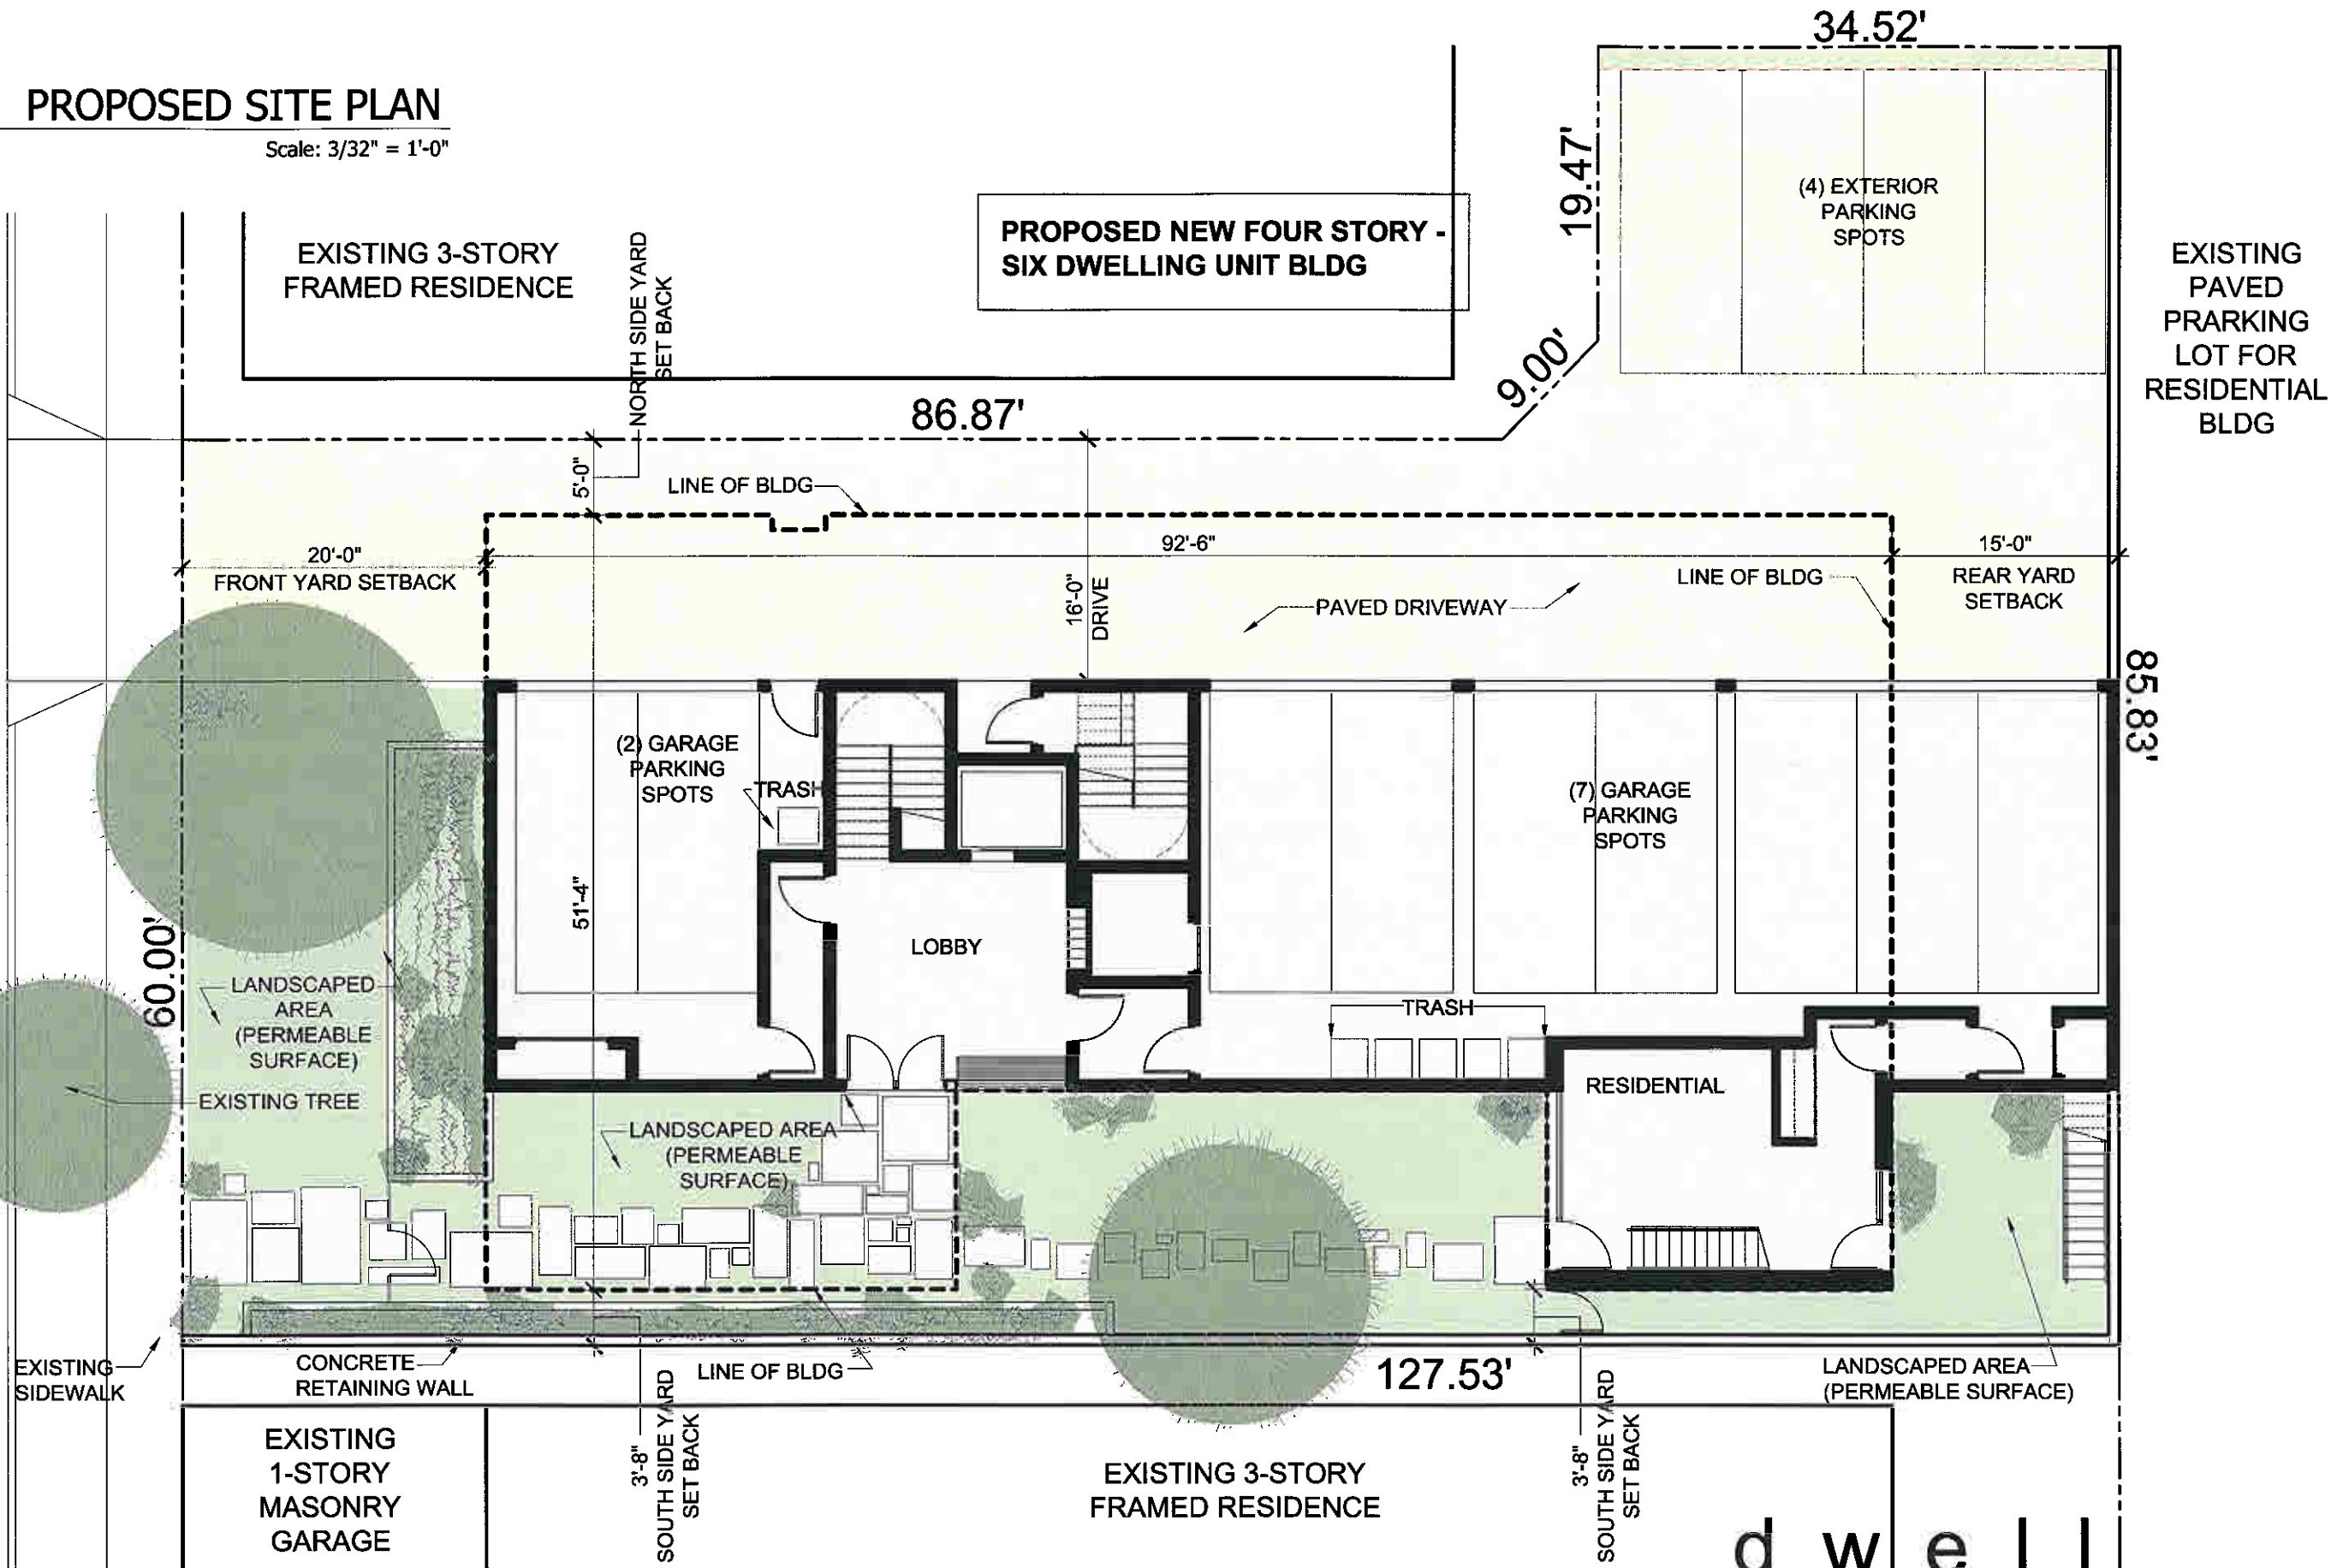 34.52'
PROPOSED SITE PLAN
Scale: 3/32" = 1'-0"
19.47'
(4) EXTERIOR
PARKING
SPOTS
EXISTING 3-STORY
FRAMED RESIDENCE
NORTH SIDE YARD
SET BACK
PROPOSED NEW FOUR STORY -
SIX DWELLING UNIT BLDG
EXISTING
PAVED
PRARKING
LOT FOR
RESIDENTIAL
BLDG
9.00'
86.87'
5'-0"
LINE OF BLDG
20'-0"
FRONT YARD SETBACK
92'-6"
15'-0"
REAR YARD
SETBACK
16'-0"
DRIVE
PAVED DRIVEWAY
LINE OF BLDG
85.83'
(2) GARAGE
PARKING
SPOTS
TRASH
(7) GARAGE
PARKING
SPOTS
51'-4"
LOBBY
60.00'
LANDSCAPED
AREA
(PERMEABLE
SURFACE)
TRASH
RESIDENTIAL
EXISTING TREE
LANDSCAPED AREA
(PERMEABLE
SURFACE)
EXISTING
SIDEWALK
CONCRETE
RETAINING WALL
LINE OF BLDG
127.53'
LANDSCAPED AREA
(PERMEABLE SURFACE)
3'-8"
SOUTH SIDE YARD
SET BACK
3'-8"
SOUTH SIDE YARD
SET BACK
EXISTING
1-STORY
MASONRY
GARAGE
EXISTING 3-STORY
FRAMED RESIDENCE
dwell